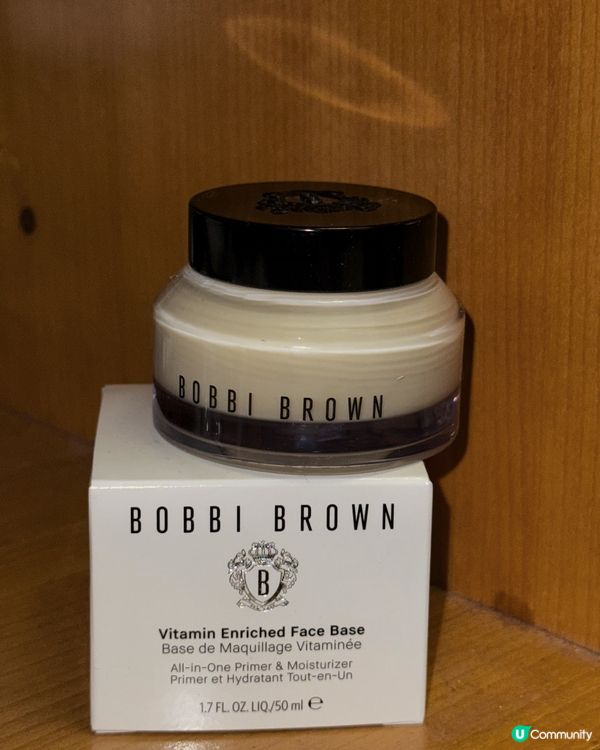 BOBBI BROWN
BOBBI BROWN
B
Vitamin Enriched Face Base
Base de Maquillage Vitaminée
All-in-One Primer & Moisturizer
Primer et Hydratant Tout-en-Un
1.7 FL. OZ. LIQ./50 ml ℮
U Community